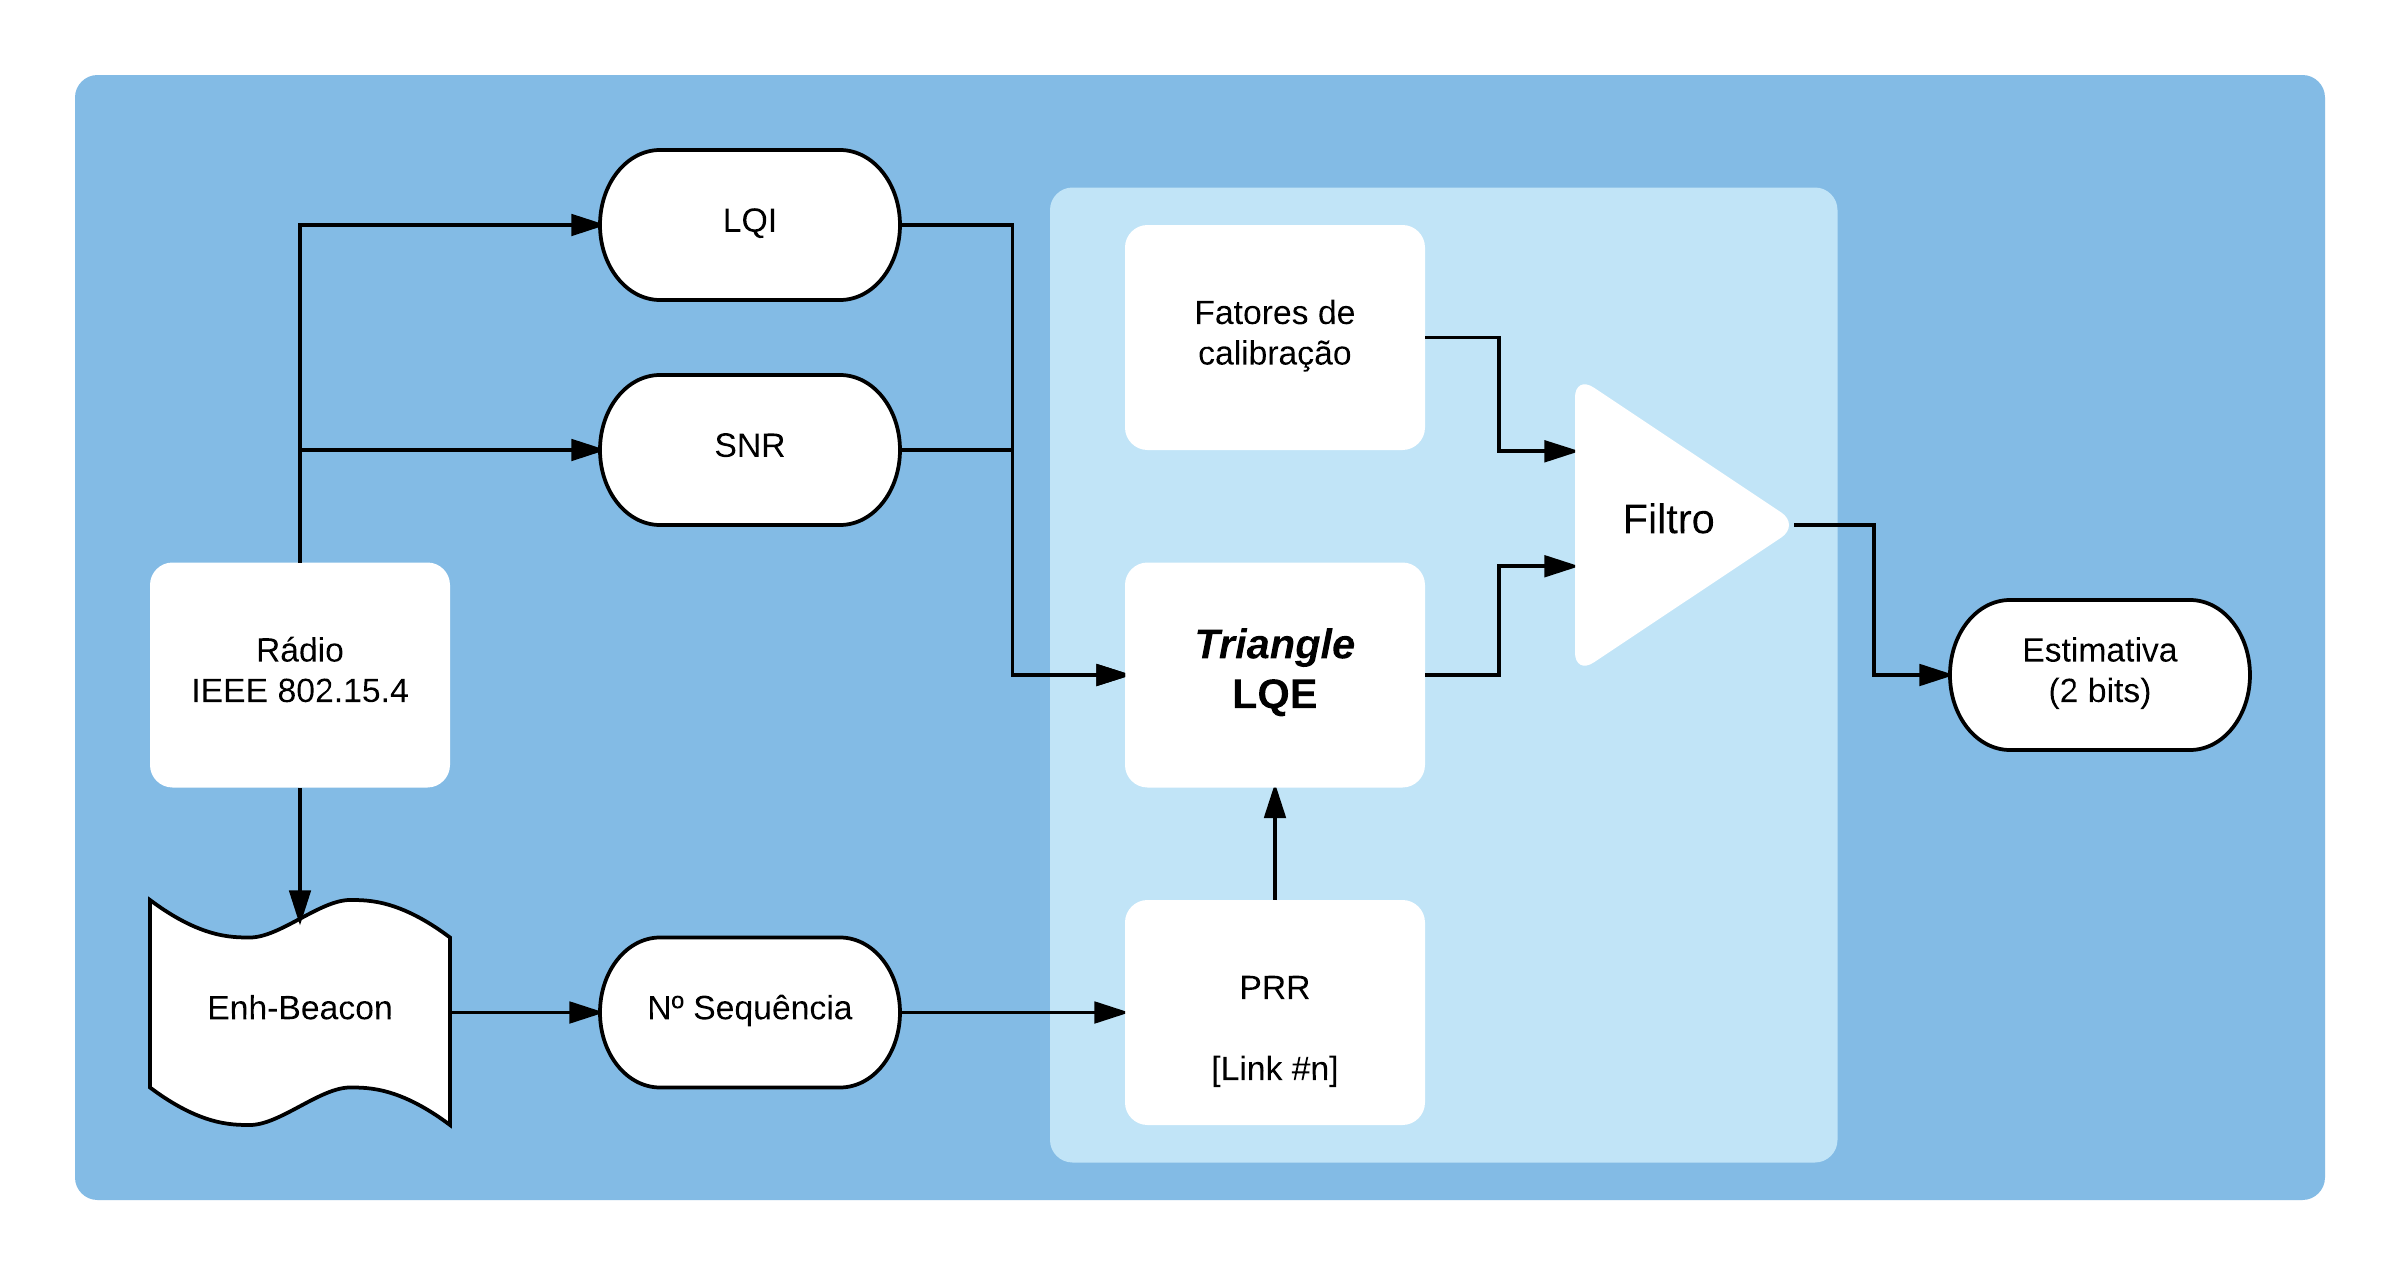 LQI
SNR
Fatores de
calibração
Filtro
Rádio
IEEE 802.15.4
Triangle
LQE
Estimativa
(2 bits)
Enh-Beacon
Nº Sequência
PRR
[Link #n]